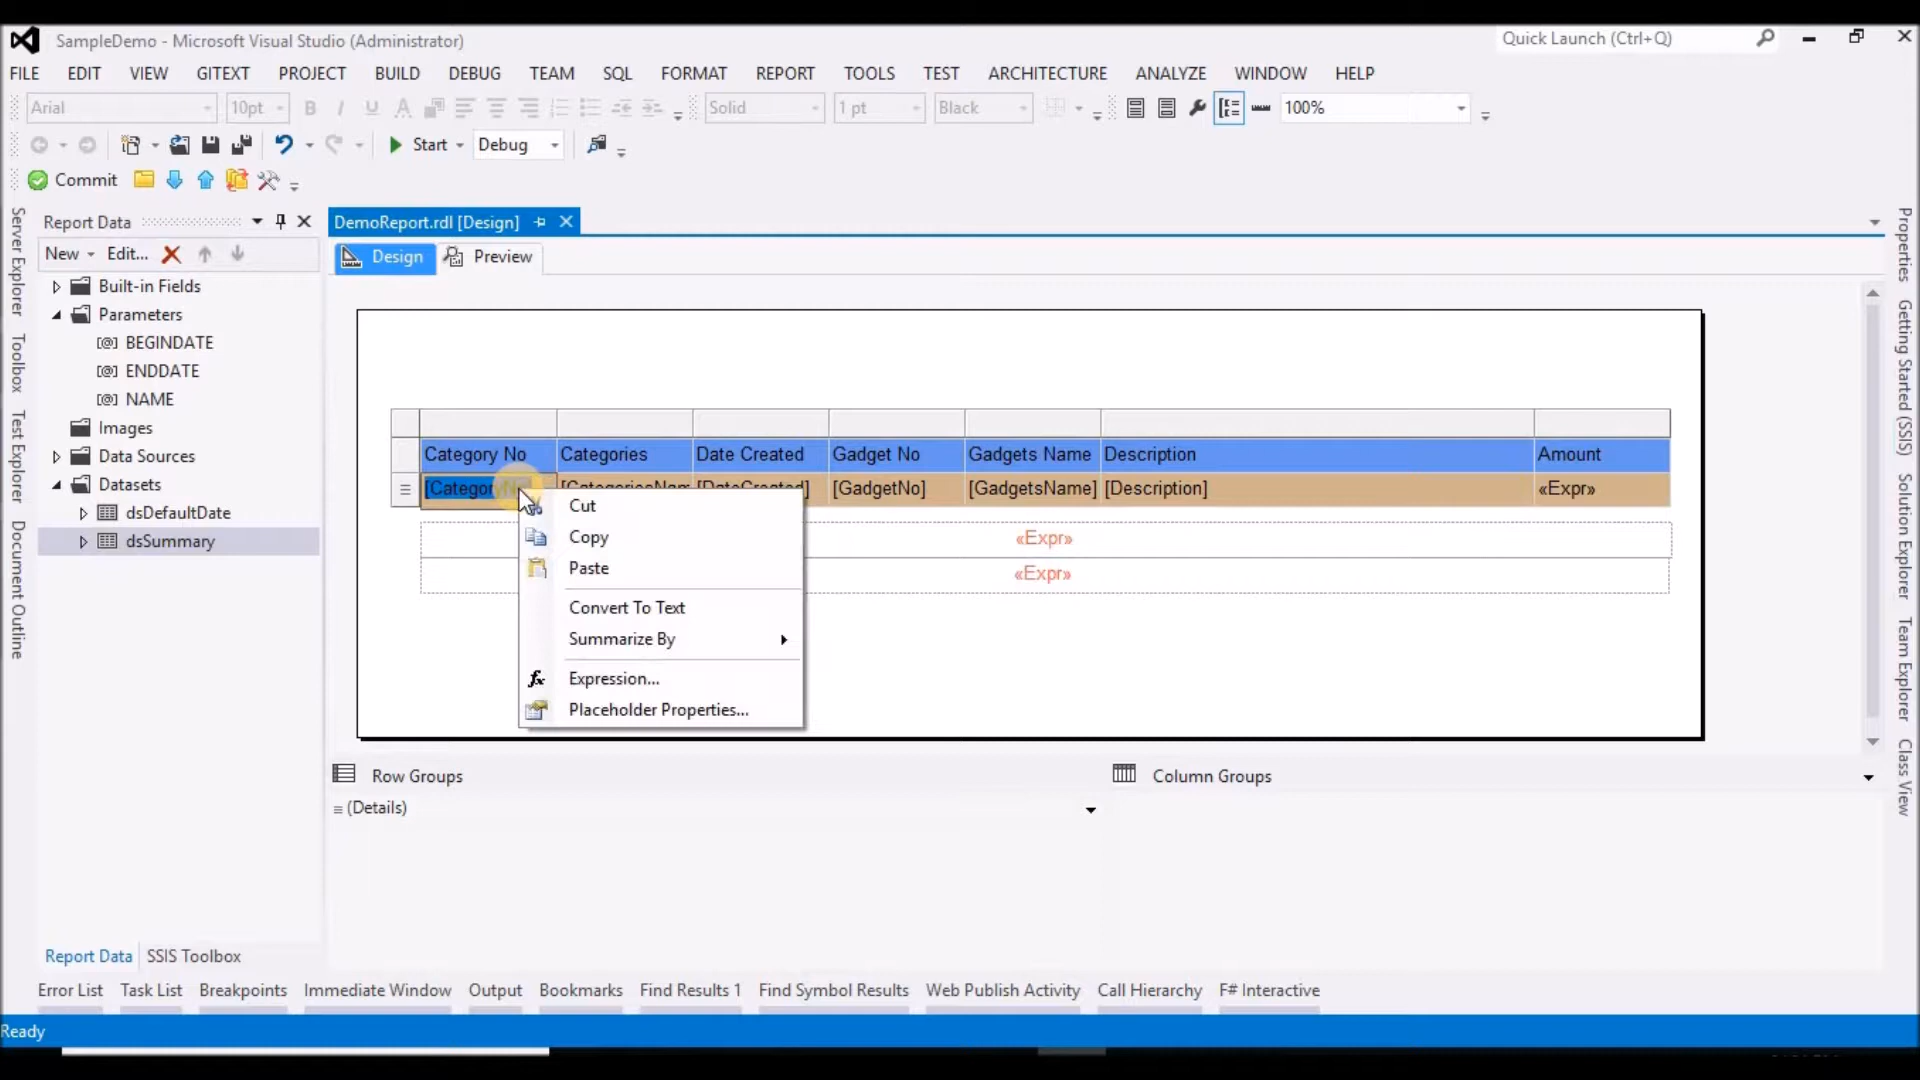 SampleDemo - Microsoft Visual Studio (Administrator)
Quick Launch (Ctrl+Q)
FILE EDIT VIEW GITEXT PROJECT BUILD DEBUG TEAM SQL FORMAT REPORT TOOLS TEST ARCHITECTURE ANALYZE WINDOW HELP
Arial 10pt B I U A Solid 1 pt Black 100%
Start Debug
Commit
Server Explorer
Toolbox
Test Explorer
Document Outline
Report Data
New Edit...
Built-in Fields
Parameters
[@] BEGINDATE
[@] ENDDATE
[@] NAME
Images
Data Sources
Datasets
dsDefaultDate
dsSummary
Report Data SSIS Toolbox
DemoReport.rdl [Design]
Design Preview
Category No Categories Date Created Gadget No Gadgets Name Description Amount
[GadgetNo] [GadgetsName] [Description] «Expr»
«Expr»
«Expr»
Cut
Copy
Paste
Convert To Text
Summarize By
fx Expression...
Placeholder Properties...
Row Groups
(Details)
Column Groups
Properties
Getting Started (SSIS)
Solution Explorer
Team Explorer
Class View
Error List Task List Breakpoints Immediate Window Output Bookmarks Find Results 1 Find Symbol Results Web Publish Activity Call Hierarchy F# Interactive
Ready